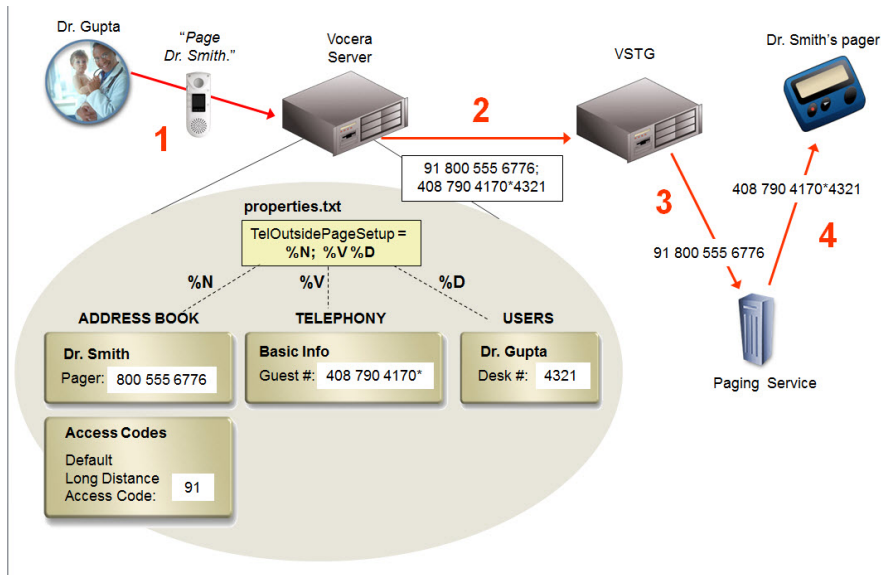 Dr. Gupta
“Page
Dr. Smith.”
Vocera
Server
VSTG
Dr. Smith's pager
1
2
91 800 555 6776;
408 790 4170*4321
3
408 790 4170*4321
4
91 800 555 6776
Paging Service
properties.txt
TelOutsidePageSetup =
%N; %V %D
%N
%V
%D
ADDRESS BOOK
TELEPHONY
USERS
Dr. Smith
Pager: 800 555 6776
Basic Info
Guest #: 408 790 4170*
Dr. Gupta
Desk #: 4321
Access Codes
Default
Long Distance
Access Code: 91